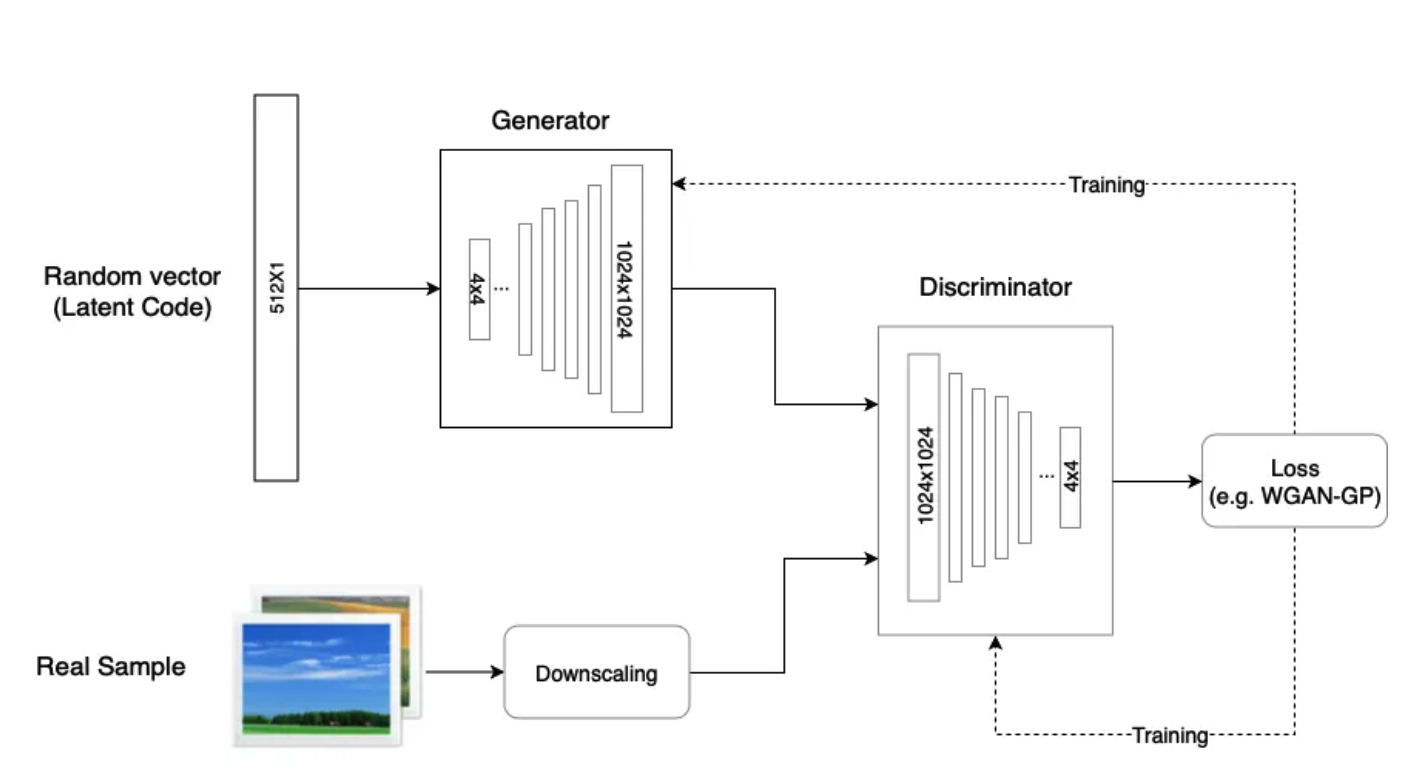 Generator
Training
Random vector
(Latent Code)
512X1
4x4
...
1024x1024
Discriminator
1024x1024
...
4x4
Loss
(e.g. WGAN-GP)
Real Sample
Downscaling
Training